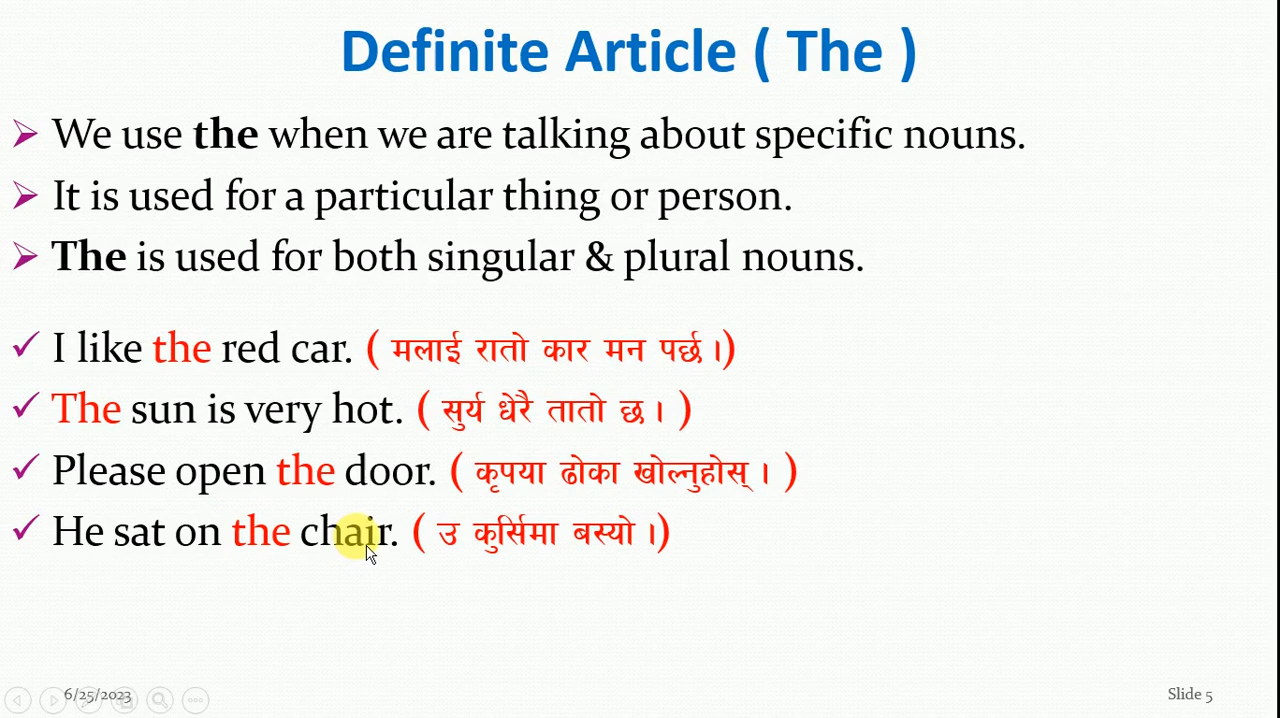 Definite Article ( The )
We use the when we are talking about specific nouns.
It is used for a particular thing or person.
The is used for both singular & plural nouns.
I like the red car. ( मलाई रातो कार मन पर्छ ।)
The sun is very hot. ( सुर्य धेरै तातो छ । )
Please open the door. ( कृपया ढोका खोल्नुहोस् । )
He sat on the chair. ( उ कुर्सिमा बस्यो ।)
6/25/2023
Slide 5